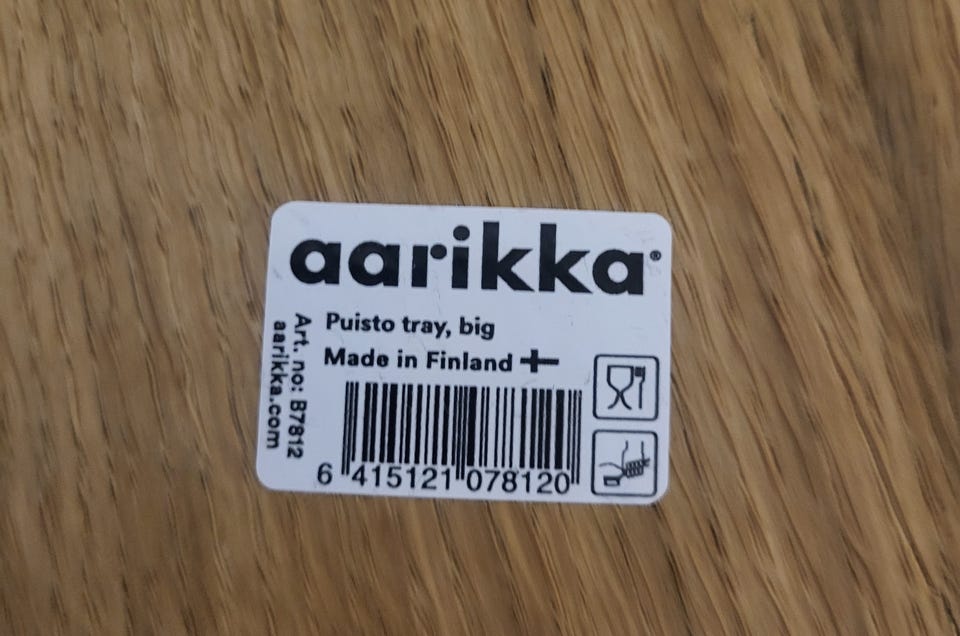 aarikka®
Puisto tray, big
Made in Finland
Art. no: B7812
aarikka.com
6 415121 078120